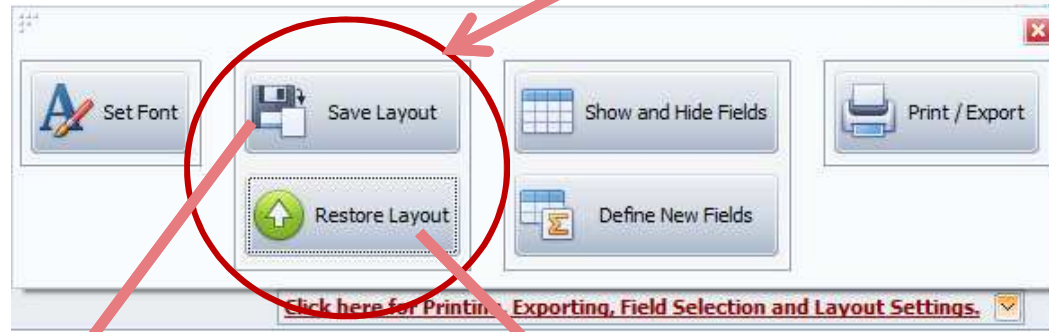 Set Font
Save Layout
Show and Hide Fields
Print / Export
Restore Layout
Define New Fields
Click here for Printing, Exporting, Field Selection and Layout Settings.